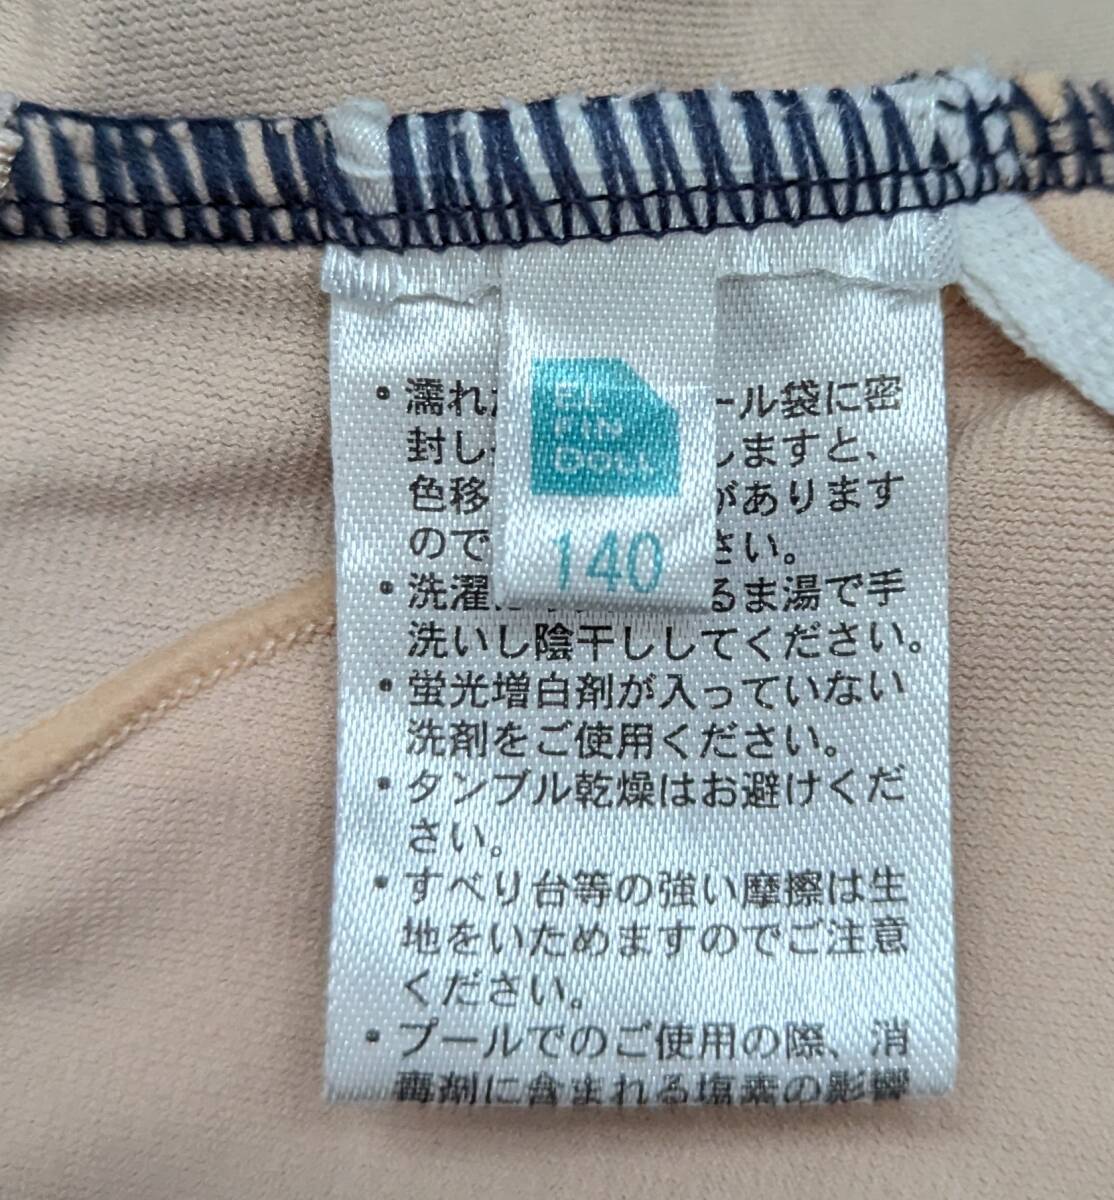 EL
FIN
DOLL
140
・濡れ ール袋に密
封し しますと、
色移 があります
ので さい。
・洗濯 るま湯で手
洗いし陰干ししてください。
・蛍光増白剤が入っていない
洗剤をご使用ください。
・タンブル乾燥はお避けくだ
さい。
・すべり台等の強い摩擦は生
地をいためますのでご注意
ください。
・プールでのご使用の際、消
毒剤に含まれる塩素の影響